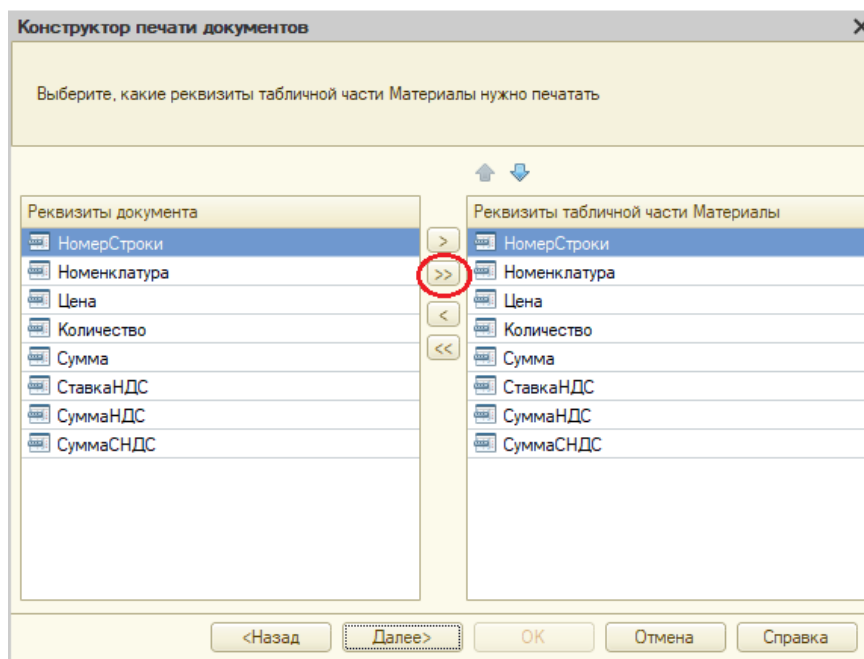 Конструктор печати документов
Выберите, какие реквизиты табличной части Материалы нужно печатать
Реквизиты документа
НомерСтроки
Номенклатура
Цена
Количество
Сумма
СтавкаНДС
СуммаНДС
СуммаСНДС
>
>>
<
<<
Реквизиты табличной части Материалы
НомерСтроки
Номенклатура
Цена
Количество
Сумма
СтавкаНДС
СуммаНДС
СуммаСНДС
<Назад Далее> ОК Отмена Справка